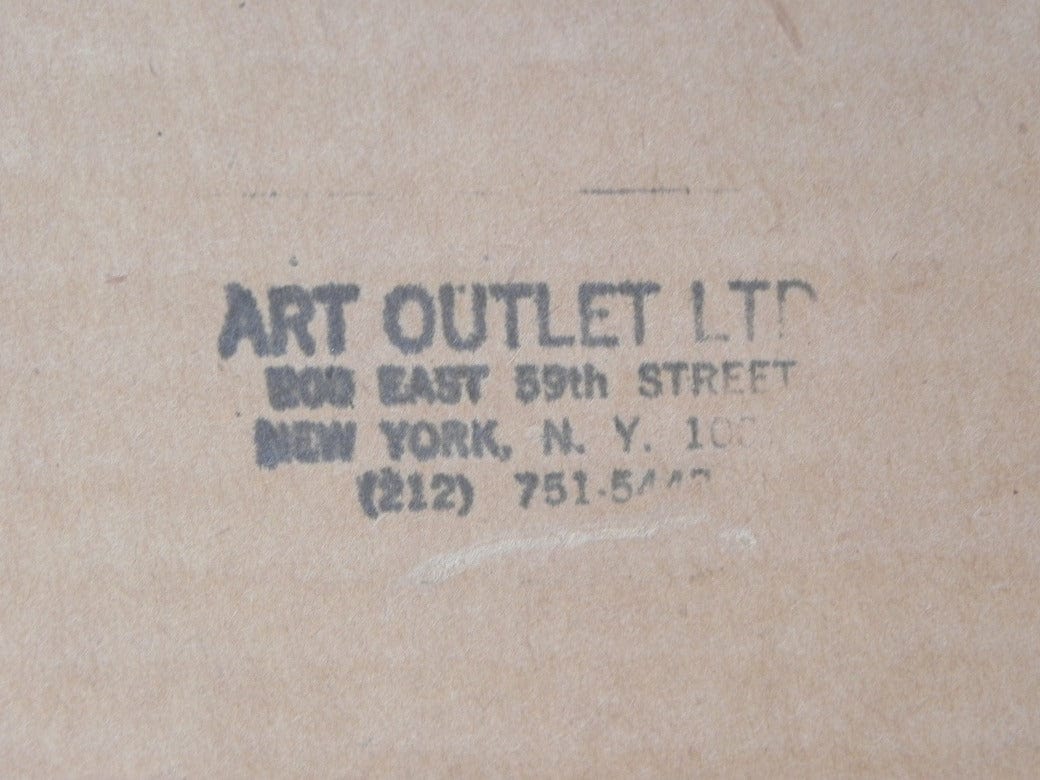 ART OUTLET LTD
EAST 59th STREET
NEW YORK, N. Y.
(212)